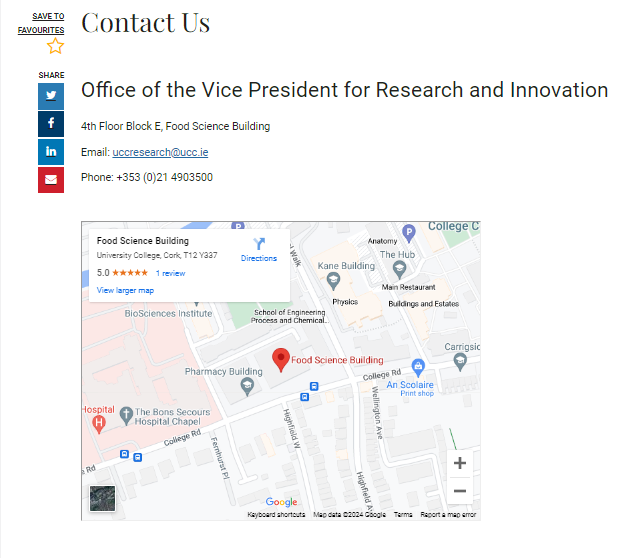 SAVE TO
FAVOURITES
SHARE
Contact Us
Office of the Vice President for Research and Innovation
4th Floor Block E, Food Science Building
Email: uccresearch@ucc.ie
Phone: +353 (0)21 4903500
Food Science Building
University College, Cork, T12 Y337
5.0 ★★★★★ 1 review
View larger map
Directions
College C
Anatomy
The Hub
Walk
Kane Building
Main Restaurant
Physics
Buildings and Estates
BioSciences Institute
School of Engineering
Process and Chemical...
Carrigsi
Food Science Building
Pharmacy Building
College Rd
Ari Scolaire
Print shop
Wellington Ave
Hospital
The Bons Secours
Hospital Chapel
Highfield W
College Rd
Fernhurst Pl
e Rd
Highfield Av
Google
Keyboard shortcuts
Map data ©2024 Google
Terms
Report a map error